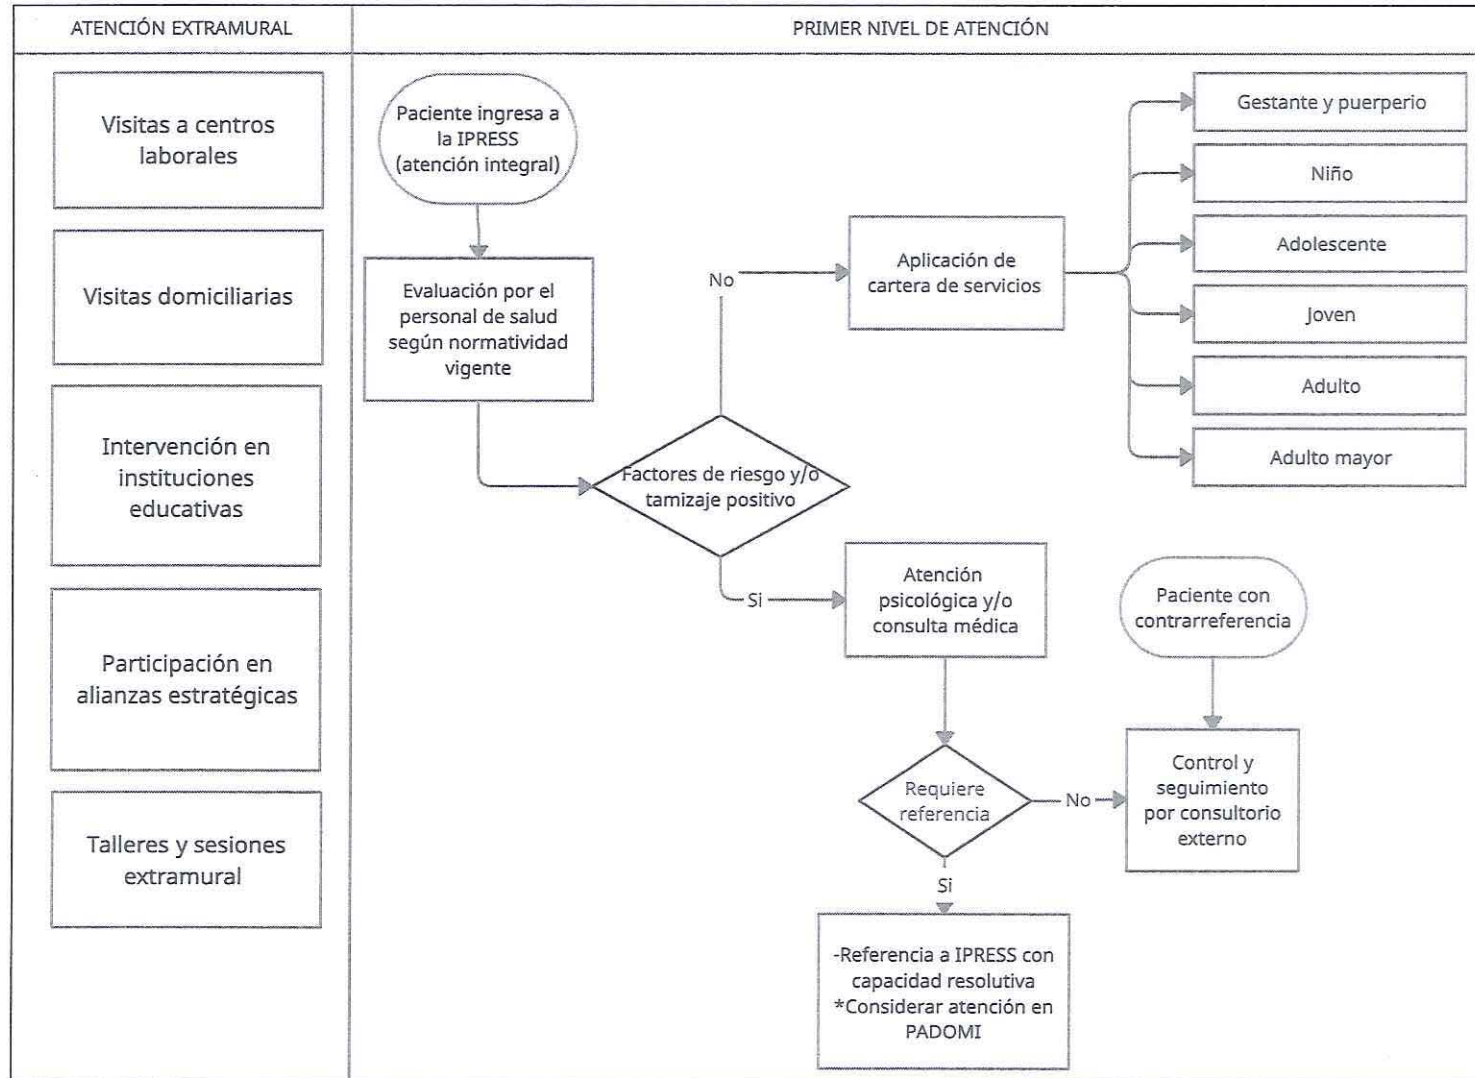 ATENCIÓN EXTRAMURAL
PRIMER NIVEL DE ATENCIÓN
Visitas a centros
laborales
Visitas domiciliarias
Intervención en
instituciones
educativas
Participación en
alianzas estratégicas
Talleres y sesiones
extramural
Paciente ingresa a
la IPRESS
(atención integral)
Evaluación por el
personal de salud
según normatividad
vigente
Factores de riesgo y/o
tamizaje positivo
No
Aplicación de
cartera de servicios
Gestante y puerperio
Niño
Adolescente
Joven
Adulto
Adulto mayor
Si
Atención
psicológica y/o
consulta médica
Paciente con
contrarreferencia
Requiere
referencia
No
Control y
seguimiento
por consultorio
externo
Si
-Referencia a IPRESS con
capacidad resolutiva
*Considerar atención en
PADOMI